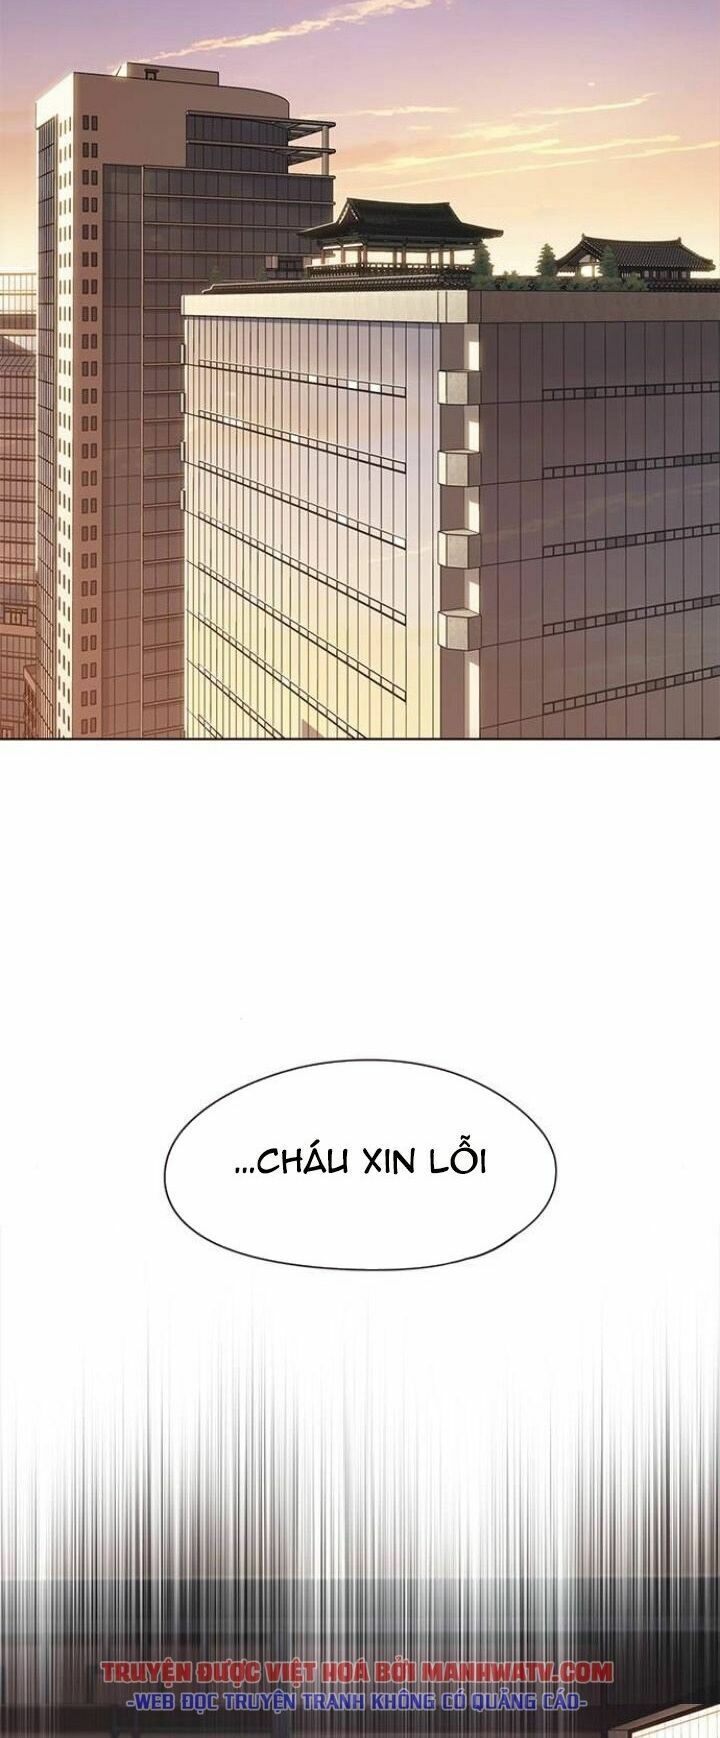 ...CHÁU XIN LỖI
TRUYỆN ĐƯỢC VIỆT HOÁ BỞI MANHWATV.COM
-WEB ĐỌC TRUYỆN TRANH KHÔNG CÓ QUẢNG CÁO-